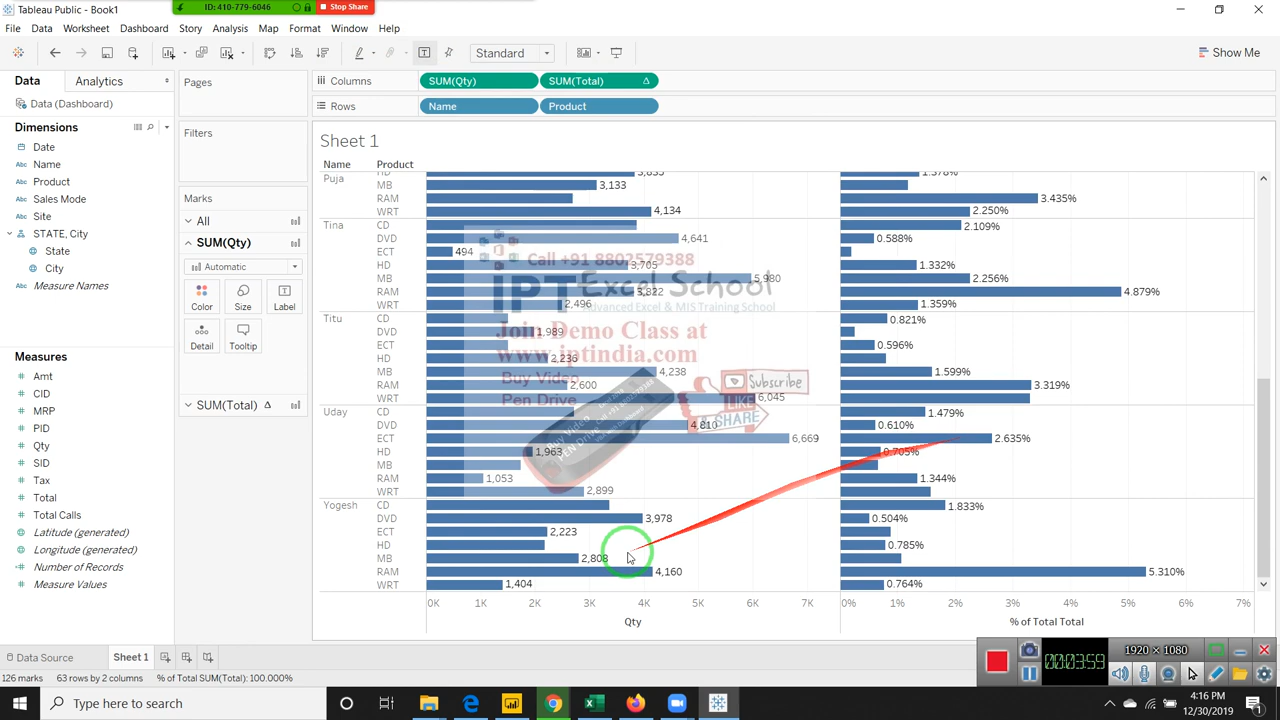 Tableau Public - Book1
ID: 410-779-6046
Stop Share
File Data Worksheet Dashboard Story Analysis Map Format Window Help
Standard
Show Me
Data Analytics
Pages
Columns SUM(Qty) SUM(Total) Δ
Data (Dashboard)
Rows Name Product
Dimensions
Filters
Date
Name
Product
Sales Mode
Site
STATE, City
State
City
Measure Names
Measures
Amt
CID
MRP
PID
Qty
SID
Tax
Total
Total Calls
Latitude (generated)
Longitude (generated)
Number of Records
Measure Values
Marks
All
SUM(Qty)
Automatic
Color Size Label
Detail Tooltip
SUM(Total) Δ
Sheet 1
Name Product
Puja
MB 3,133
RAM 3.435%
WRT 4,134 2.250%
Tina CD 2.109%
DVD 4,641 0.588%
ECT 494
HD 3,705 1.332%
MB 5,980 2.256%
RAM 3,822 4.879%
WRT 2,496 1.359%
Titu CD 0.821%
DVD 1,989
ECT 0.596%
HD 2,236
MB 4,238 1.599%
RAM 2,600 3.319%
WRT 6,045
Uday CD 1.479%
DVD 4,810 0.610%
ECT 6,669 2.635%
HD 1,963 0.705%
MB
RAM 1,053 1.344%
WRT 2,899
Yogesh CD 1.833%
DVD 3,978 0.504%
ECT 2,223
HD 0.785%
MB 2,808
RAM 4,160 5.310%
WRT 1,404 0.764%
0K 1K 2K 3K 4K 5K 6K 7K 0% 1% 2% 3% 4% 5% 6% 7%
Qty % of Total Total
Call +91 8802579388
IPT Excel School
Advanced Excel & MIS Training School
Join Demo Class at
www.iptindia.com
Buy Video
Pen Drive
Subscribe
LIKE
& SHARE
Data Source Sheet 1
126 marks 63 rows by 2 columns % of Total SUM(Total): 100.000%
1920 × 1080
00:03:59
Type here to search
4:16 PM
12/30/2019